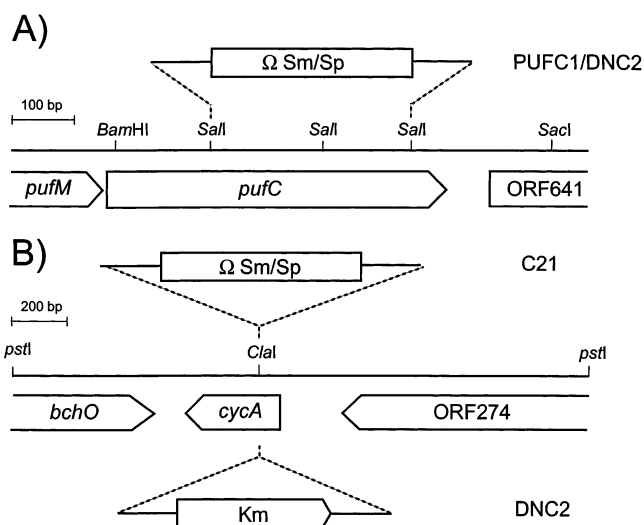 A)
Ω Sm/Sp
PUFC1/DNC2
100 bp
BamHI
SalI
SalI
SalI
SacI
pufM
pufC
ORF641
B)
Ω Sm/Sp
C21
200 bp
pstI
ClaI
pstI
bchO
cycA
ORF274
Km
DNC2